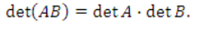 det(AB) = det A · det B.